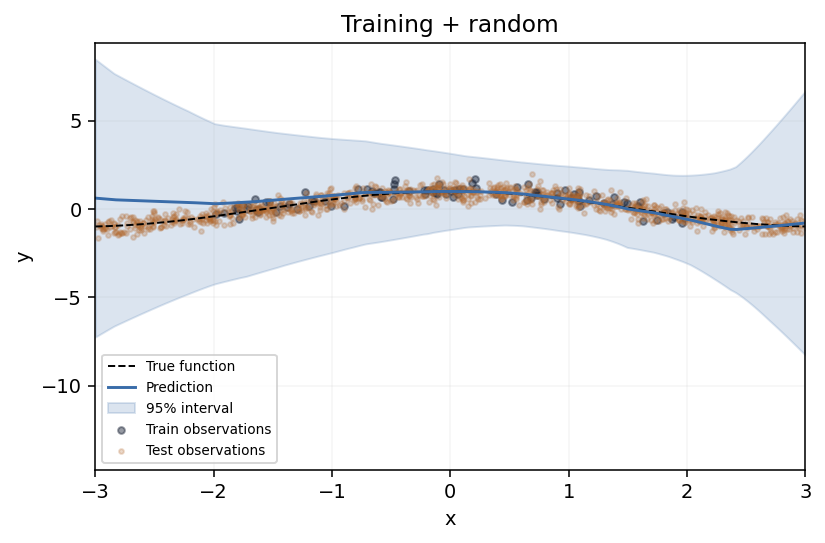 Training + random
5
0
−5
−10
y
True function
Prediction
95% interval
Train observations
Test observations
−3
−2
−1
0
1
2
3
x